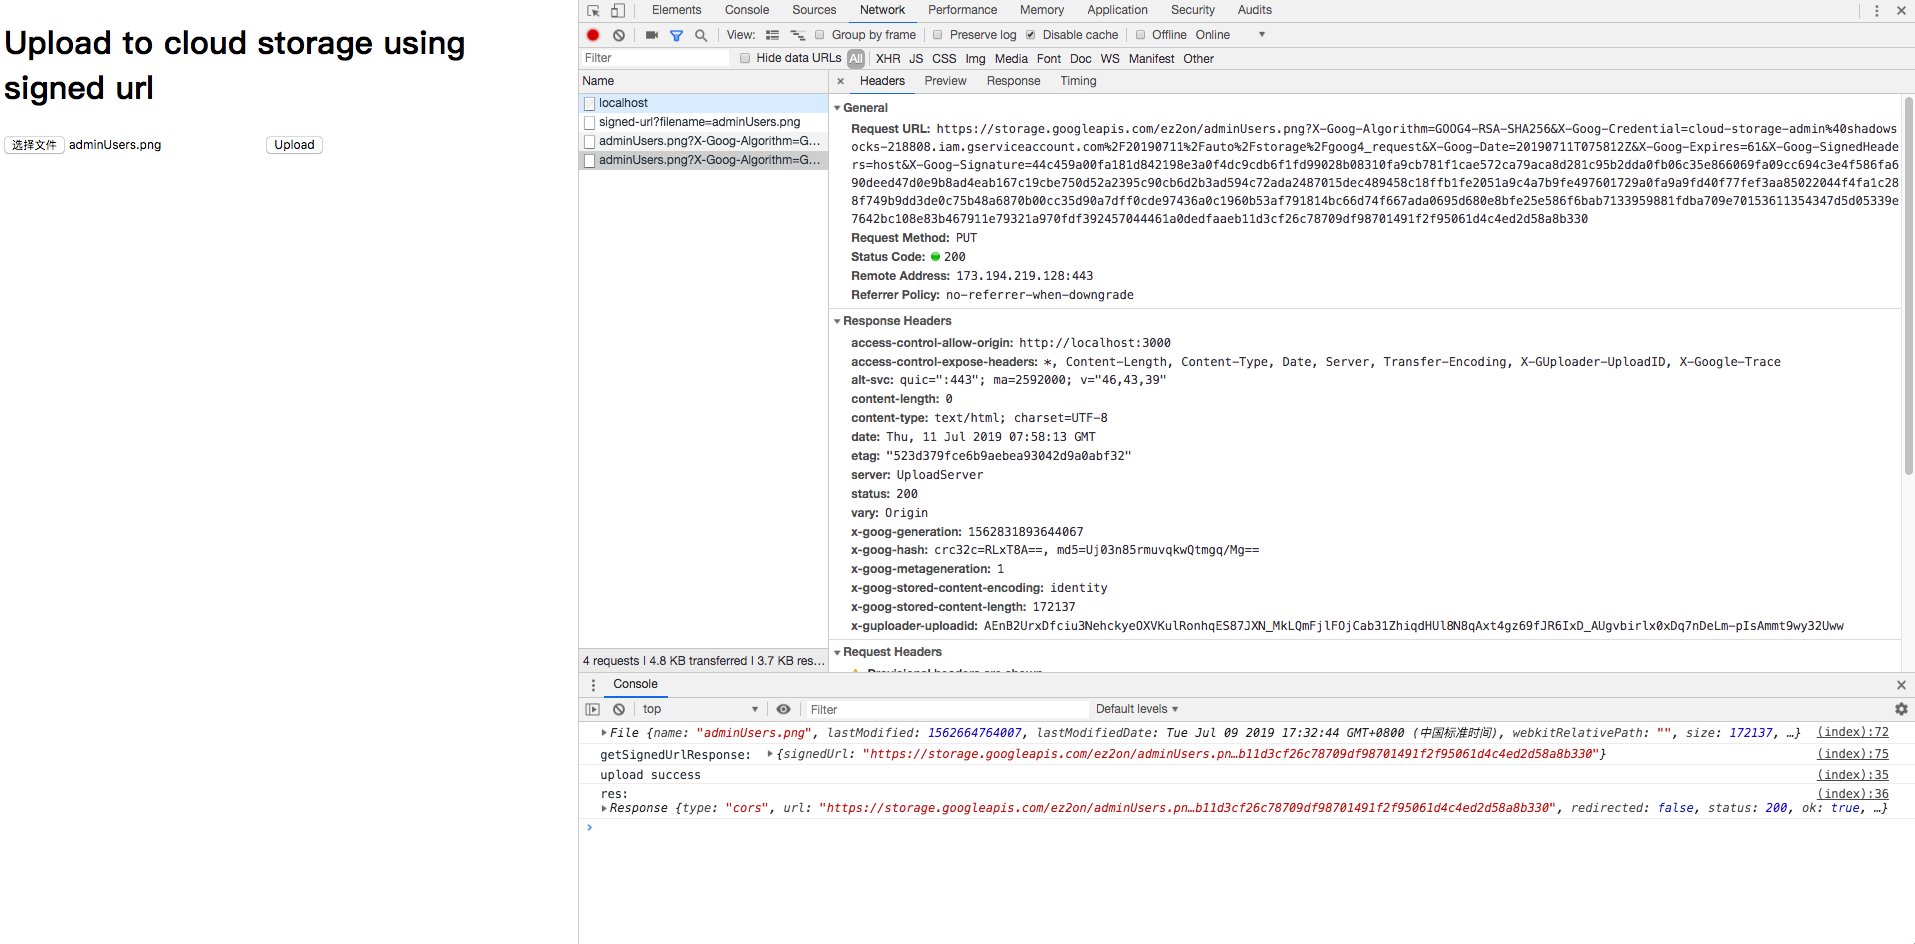 Upload to cloud storage using
signed url
选择文件 adminUsers.png Upload
Elements Console Sources Network Performance Memory Application Security Audits
View: Group by frame Preserve log Disable cache Offline Online
Filter Hide data URLs All XHR JS CSS Img Media Font Doc WS Manifest Other
Name
localhost
signed-url?filename=adminUsers.png
adminUsers.png?X-Goog-Algorithm=G...
adminUsers.png?X-Goog-Algorithm=G...
4 requests | 4.8 KB transferred | 3.7 KB res...
Headers Preview Response Timing
General
Request URL: https://storage.googleapis.com/ez2on/adminUsers.png?X-Goog-Algorithm=GOOG4-RSA-SHA256&X-Goog-Credential=cloud-storage-admin%40shadows
ocks-218808.iam.gserviceaccount.com%2F20190711%2Fauto%2Fstorage%2Fgoog4_request&X-Goog-Date=20190711T075812Z&X-Goog-Expires=61&X-Goog-SignedHeade
rs=host&X-Goog-Signature=44c459a00fa181d842198e3a0f4dc9cdb6f1fd99028b08310fa9cb781f1cae572ca79aca8d281c95b2dda0fb06c35e866069fa09cc694c3e4f586fa6
90deed47d0e9b8ad4eab167c19cbe750d52a2395c90cb6d2b3ad594c72ada2487015dec489458c18ffb1fe2051a9c4a7b9fe497601729a0fa9a9fd40f77fef3aa85022044f4fa1c28
8f749b9dd3de0c75b48a6870b00cc35d90a7dff0cde97436a0c1960b53af791814bc66d74f667ada0695d680e8bfe25e586f6bab7133959881fdba709e70153611354347d5d05339e
7642bc108e83b467911e79321a970fdf392457044461a0dedfaaeb11d3cf26c78709df98701491f2f95061d4c4ed2d58a8b330
Request Method: PUT
Status Code: 200
Remote Address: 173.194.219.128:443
Referrer Policy: no-referrer-when-downgrade
Response Headers
access-control-allow-origin: http://localhost:3000
access-control-expose-headers: *, Content-Length, Content-Type, Date, Server, Transfer-Encoding, X-GUploader-UploadID, X-Google-Trace
alt-svc: quic=":443"; ma=2592000; v="46,43,39"
content-length: 0
content-type: text/html; charset=UTF-8
date: Thu, 11 Jul 2019 07:58:13 GMT
etag: "523d379fce6b9aebea93042d9a0abf32"
server: UploadServer
status: 200
vary: Origin
x-goog-generation: 1562831893644067
x-goog-hash: crc32c=RLxT8A==, md5=Uj03n85rmuvqkwQtmgq/Mg==
x-goog-metageneration: 1
x-goog-stored-content-encoding: identity
x-goog-stored-content-length: 172137
x-guploader-uploadid: AEnB2UrxDfciu3NehckyeOXVKulRonhqES87JXN_MkLQmFjlFOjCab31ZhiqdHUl8N8qAxt4gz69fJR6IxD_AUgvbirlx0xDq7nDeLm-pIsAmmt9wy32Uww
Request Headers
Provisional headers are shown
Console
top Filter Default levels
File {name: "adminUsers.png", lastModified: 1562664764007, lastModifiedDate: Tue Jul 09 2019 17:32:44 GMT+0800 (中国标准时间), webkitRelativePath: "", size: 172137, …} (index):72
getSignedUrlResponse: {signedUrl: "https://storage.googleapis.com/ez2on/adminUsers.pn…b11d3cf26c78709df98701491f2f95061d4c4ed2d58a8b330"} (index):75
upload success (index):35
res: (index):36
Response {type: "cors", url: "https://storage.googleapis.com/ez2on/adminUsers.pn…b11d3cf26c78709df98701491f2f95061d4c4ed2d58a8b330", redirected: false, status: 200, ok: true, …}